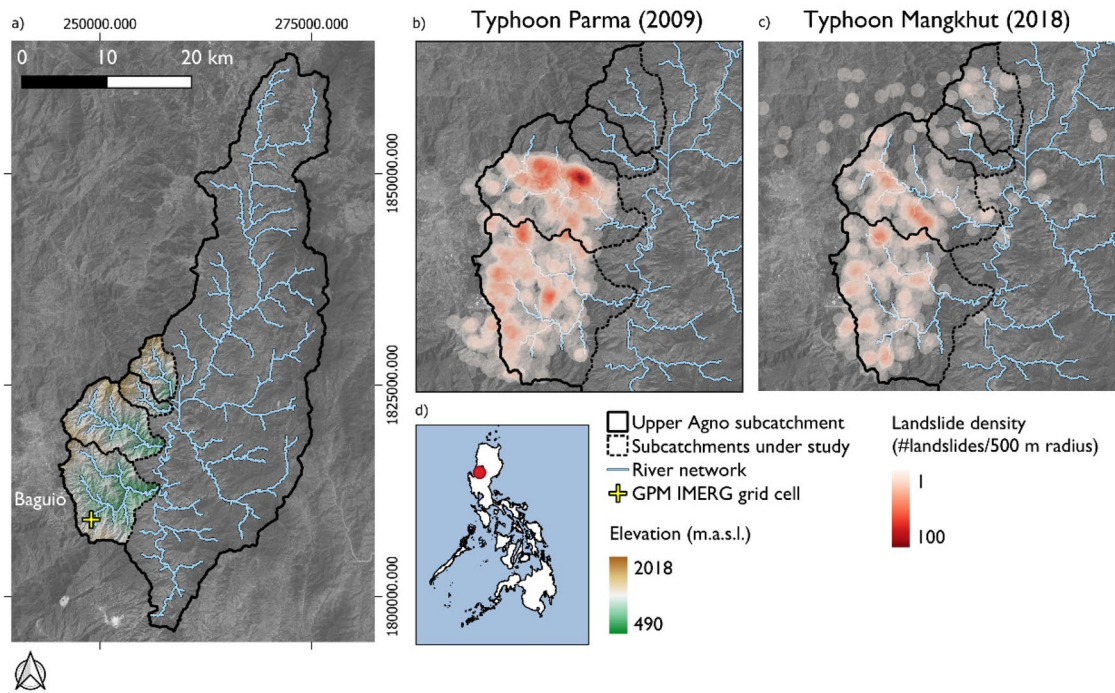 a)
250000.000
275000.000
0
10
20 km
Baguio
1850000.000
1825000.000
1800000.000
b)
Typhoon Parma (2009)
c)
Typhoon Mangkhut (2018)
d)
Upper Agno subcatchment
Subcatchments under study
River network
GPM IMERG grid cell
Elevation (m.a.s.l.)
2018
490
Landslide density
(#landslides/500 m radius)
1
100